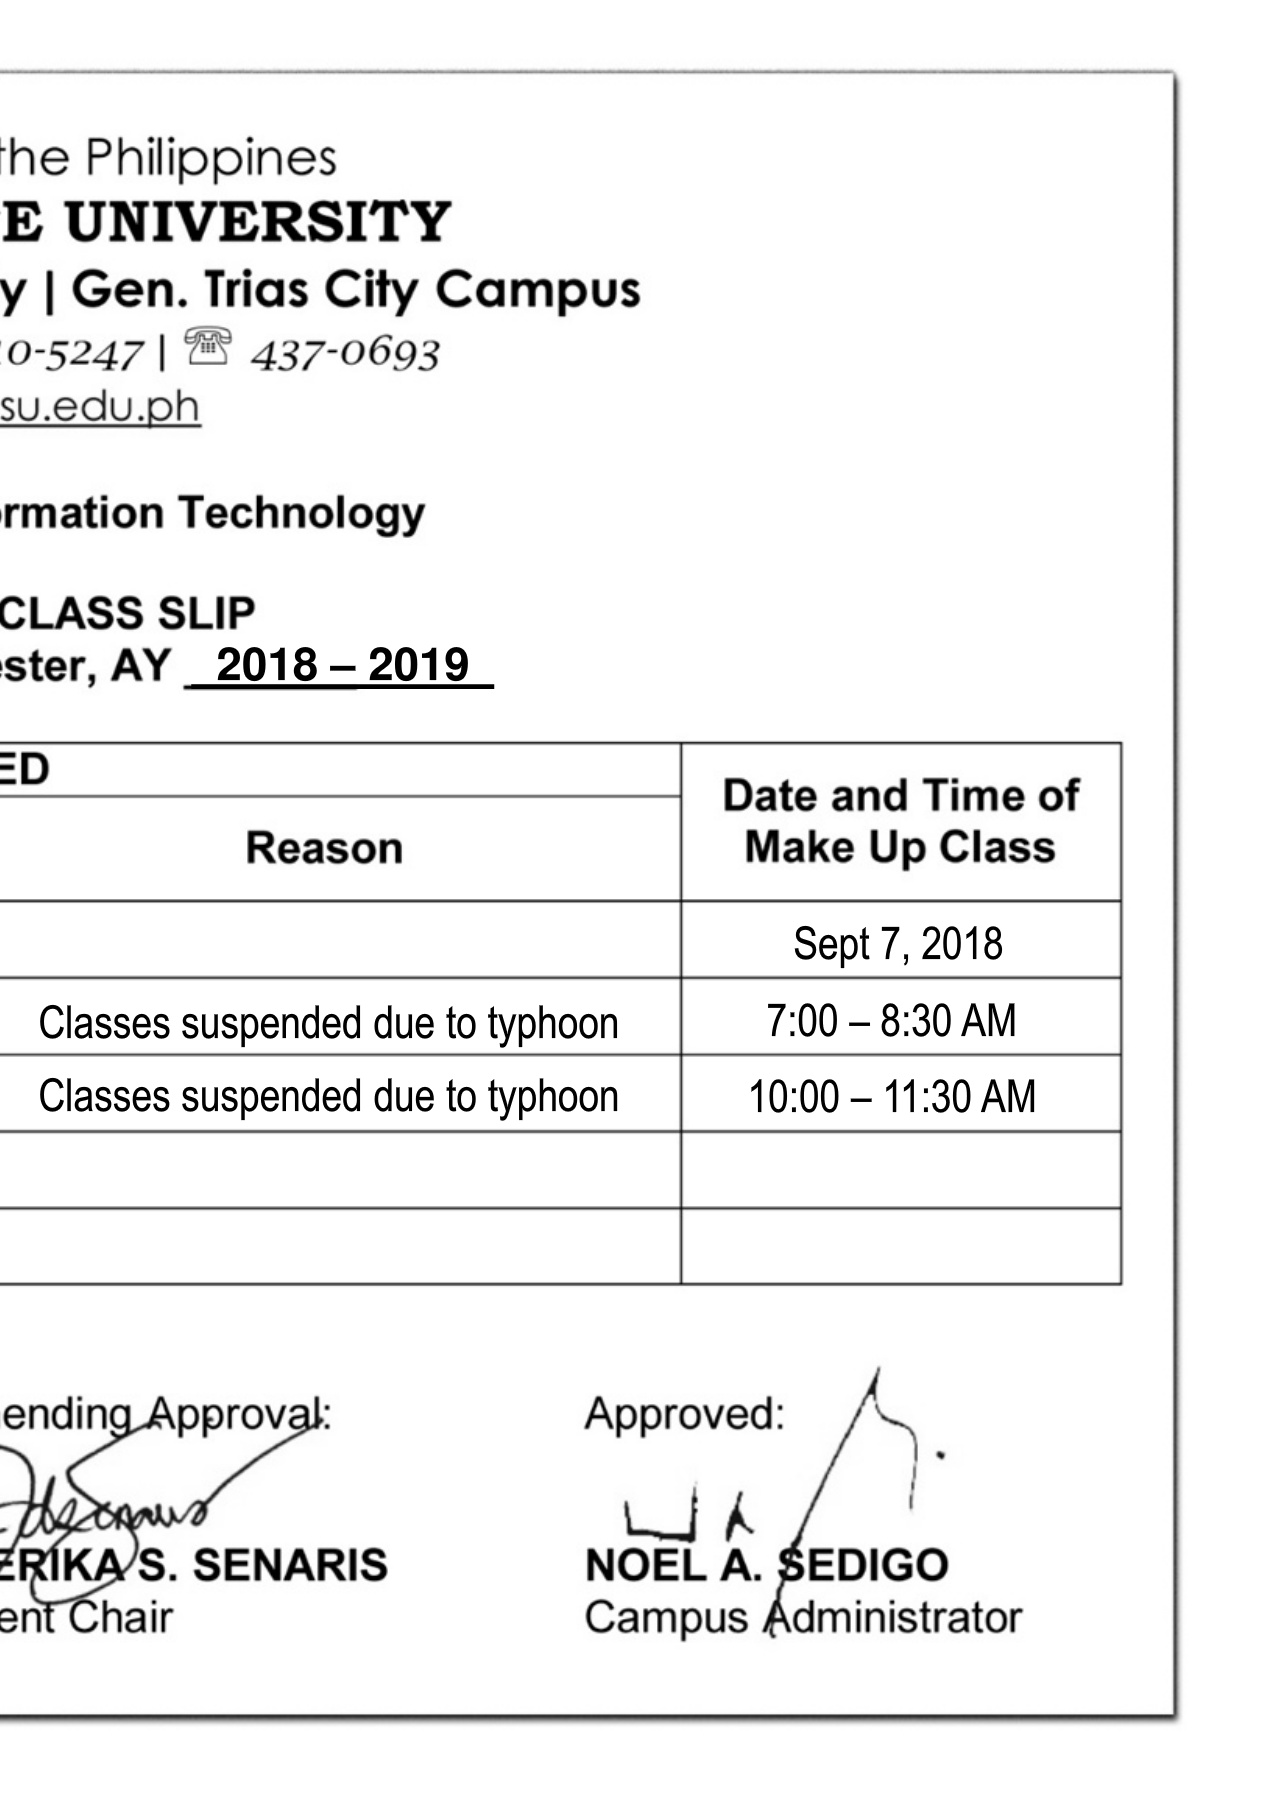 the Philippines
E UNIVERSITY
y | Gen. Trias City Campus
0-5247 | ☏ 437-0693
su.edu.ph
ormation Technology
CLASS SLIP
ester, AY 2018 – 2019
ED
Date and Time of
Make Up Class
Reason
Sept 7, 2018
Classes suspended due to typhoon 7:00 – 8:30 AM
Classes suspended due to typhoon 10:00 – 11:30 AM
ending Approval: Approved:
ERIKA S. SENARIS NOEL A. SEDIGO
ent Chair Campus Administrator